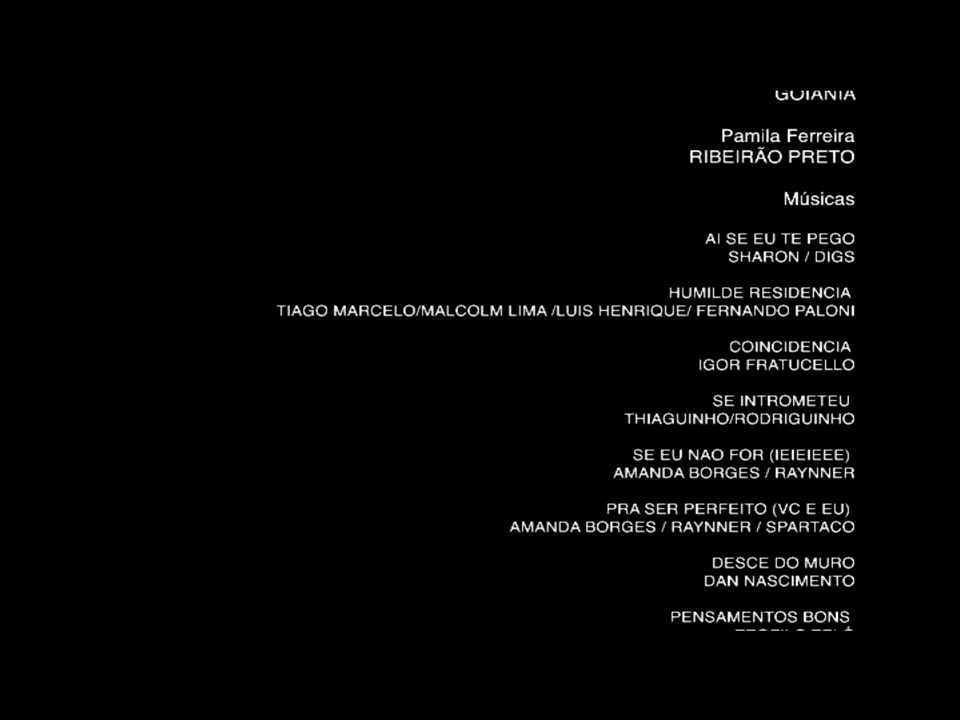 GOIÂNIA
Pamila Ferreira
RIBEIRÃO PRETO
Músicas
AI SE EU TE PEGO
SHARON / DIGS
HUMILDE RESIDENCIA
TIAGO MARCELO/MALCOLM LIMA /LUIS HENRIQUE/ FERNANDO PALONI
COINCIDENCIA
IGOR FRATUCELLO
SE INTROMETEU
THIAGUINHO/RODRIGUINHO
SE EU NAO FOR (IEIEIEEE)
AMANDA BORGES / RAYNNER
PRA SER PERFEITO (VC E EU)
AMANDA BORGES / RAYNNER / SPARTACO
DESCE DO MURO
DAN NASCIMENTO
PENSAMENTOS BONS